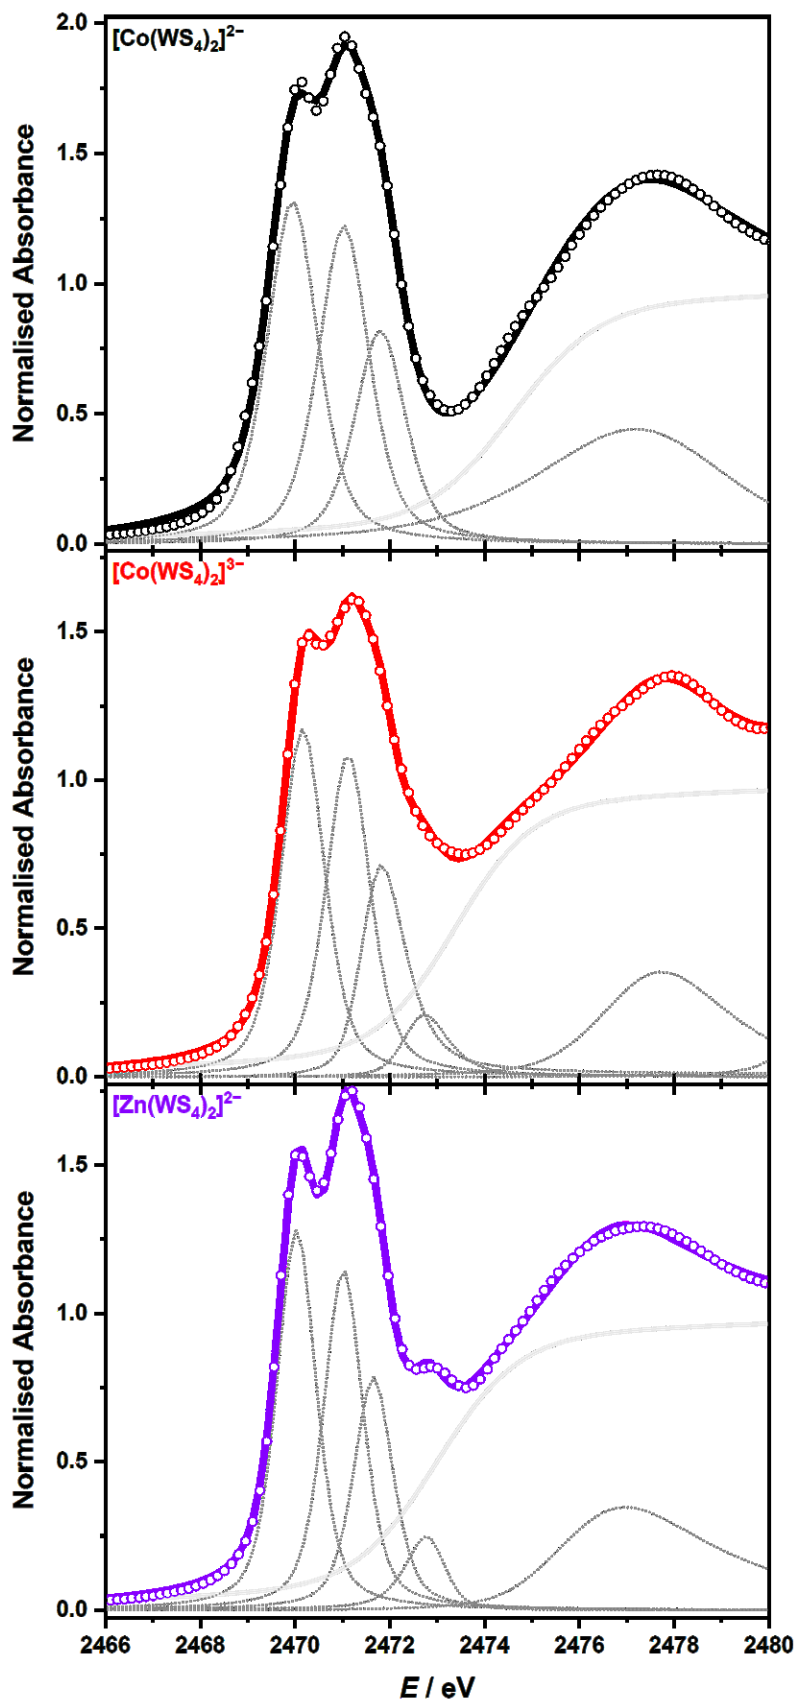 [Co(WS₄)₂]²⁻
2.0
1.5
1.0
0.5
0.0
Normalised Absorbance
[Co(WS₄)₂]³⁻
1.5
1.0
0.5
0.0
Normalised Absorbance
[Zn(WS₄)₂]²⁻
1.5
1.0
0.5
0.0
Normalised Absorbance
2466 2468 2470 2472 2474 2476 2478 2480
E / eV